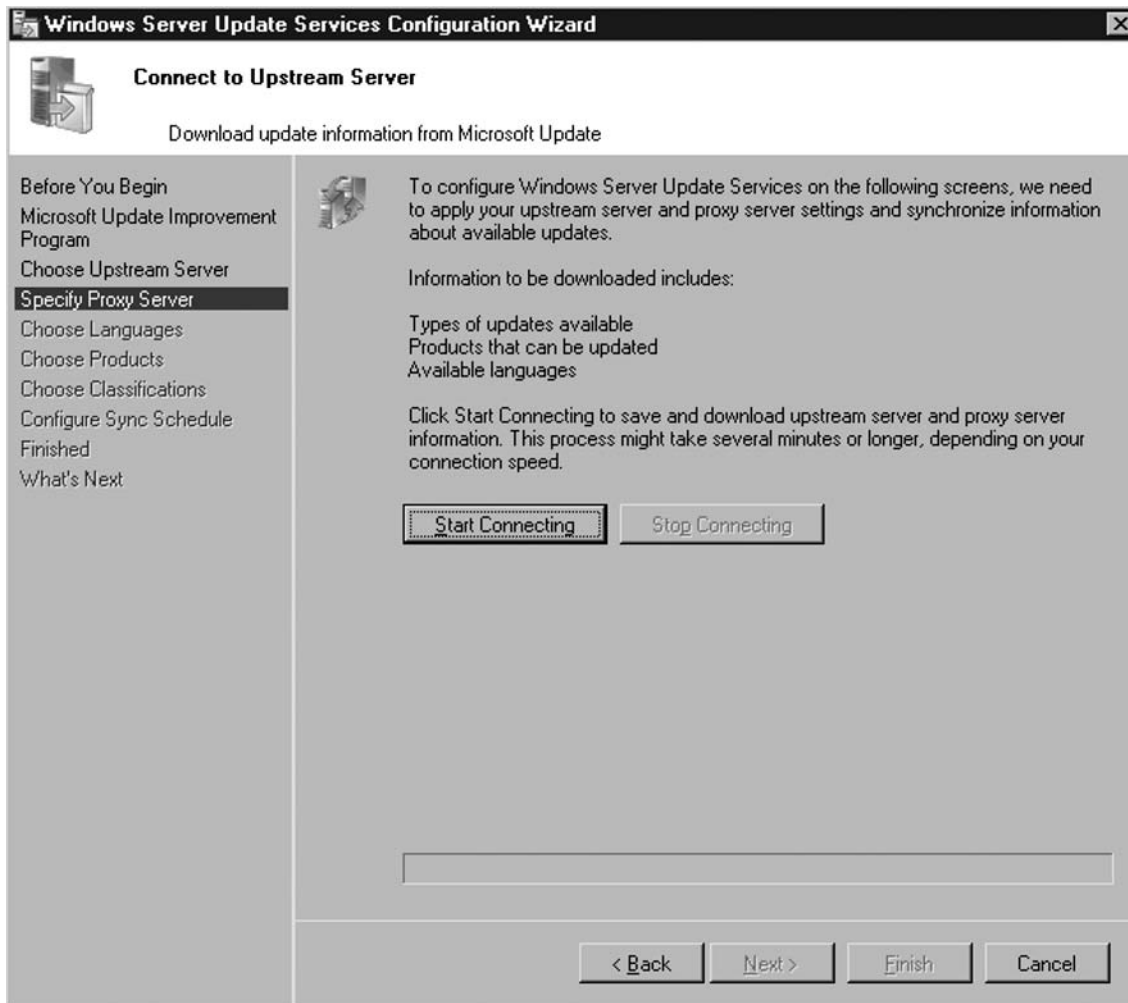 Windows Server Update Services Configuration Wizard
Connect to Upstream Server
Download update information from Microsoft Update
Before You Begin
Microsoft Update Improvement
Program
Choose Upstream Server
Specify Proxy Server
Choose Languages
Choose Products
Choose Classifications
Configure Sync Schedule
Finished
What's Next
To configure Windows Server Update Services on the following screens, we need
to apply your upstream server and proxy server settings and synchronize information
about available updates.
Information to be downloaded includes:
Types of updates available
Products that can be updated
Available languages
Click Start Connecting to save and download upstream server and proxy server
information. This process might take several minutes or longer, depending on your
connection speed.
Start Connecting
Stop Connecting
< Back
Next >
Finish
Cancel